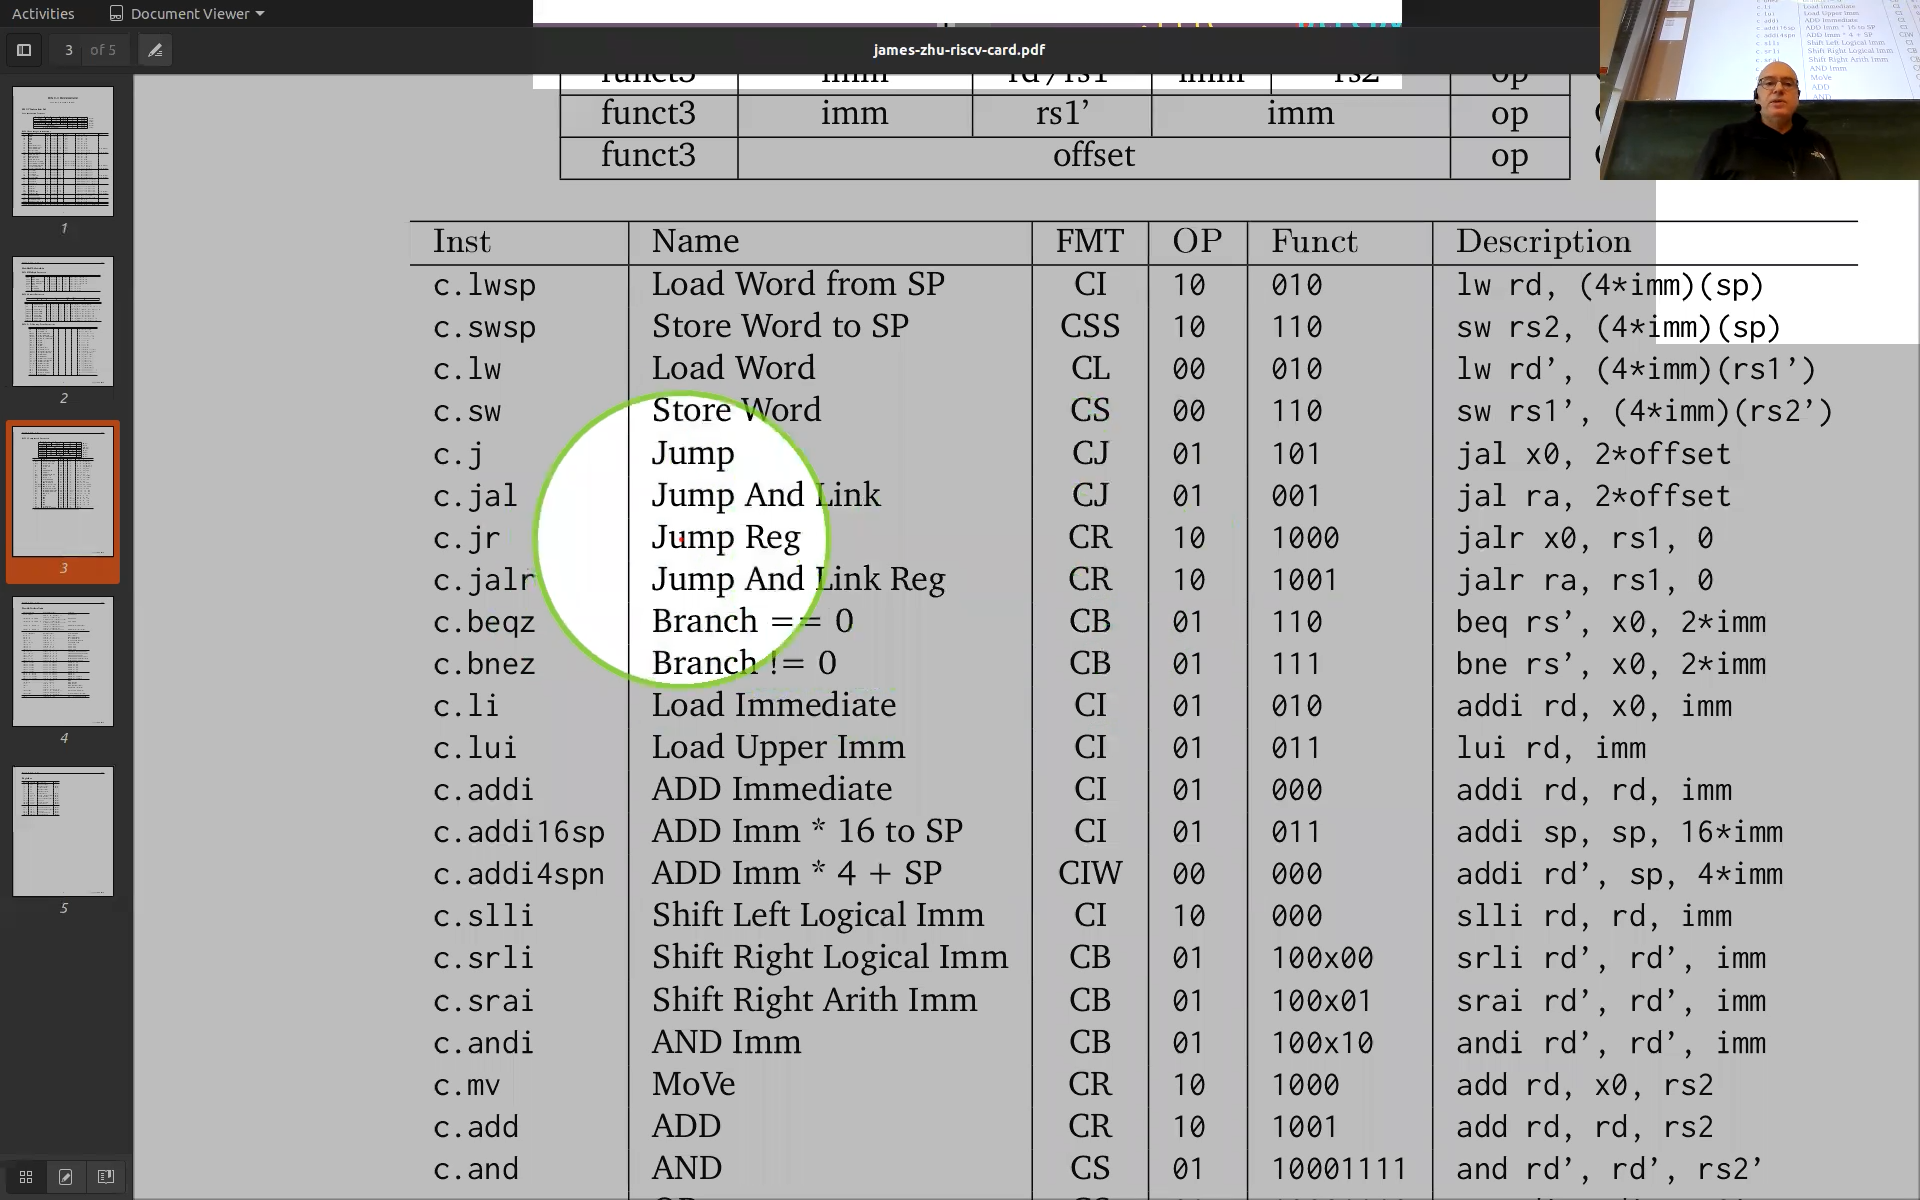 Activities Document Viewer
3 of 5
james-zhu-riscv-card.pdf
funct3 imm rd/rs1 imm rs2 op
funct3 imm rs1’ imm op
funct3 offset op
Inst Name FMT OP Funct Description
c.lwsp Load Word from SP CI 10 010 lw rd, (4*imm)(sp)
c.swsp Store Word to SP CSS 10 110 sw rs2, (4*imm)(sp)
c.lw Load Word CL 00 010 lw rd’, (4*imm)(rs1’)
c.sw Store Word CS 00 110 sw rs1’, (4*imm)(rs2’)
c.j Jump CJ 01 101 jal x0, 2*offset
c.jal Jump And Link CJ 01 001 jal ra, 2*offset
c.jr Jump Reg CR 10 1000 jalr x0, rs1, 0
c.jalr Jump And Link Reg CR 10 1001 jalr ra, rs1, 0
c.beqz Branch == 0 CB 01 110 beq rs’, x0, 2*imm
c.bnez Branch != 0 CB 01 111 bne rs’, x0, 2*imm
c.li Load Immediate CI 01 010 addi rd, x0, imm
c.lui Load Upper Imm CI 01 011 lui rd, imm
c.addi ADD Immediate CI 01 000 addi rd, rd, imm
c.addi16sp ADD Imm * 16 to SP CI 01 011 addi sp, sp, 16*imm
c.addi4spn ADD Imm * 4 + SP CIW 00 000 addi rd’, sp, 4*imm
c.slli Shift Left Logical Imm CI 10 000 slli rd, rd, imm
c.srli Shift Right Logical Imm CB 01 100x00 srli rd’, rd’, imm
c.srai Shift Right Arith Imm CB 01 100x01 srai rd’, rd’, imm
c.andi AND Imm CB 01 100x10 andi rd’, rd’, imm
c.mv MoVe CR 10 1000 add rd, x0, rs2
c.add ADD CR 10 1001 add rd, rd, rs2
c.and AND CS 01 10001111 and rd’, rd’, rs2’
1
2
3
4
5